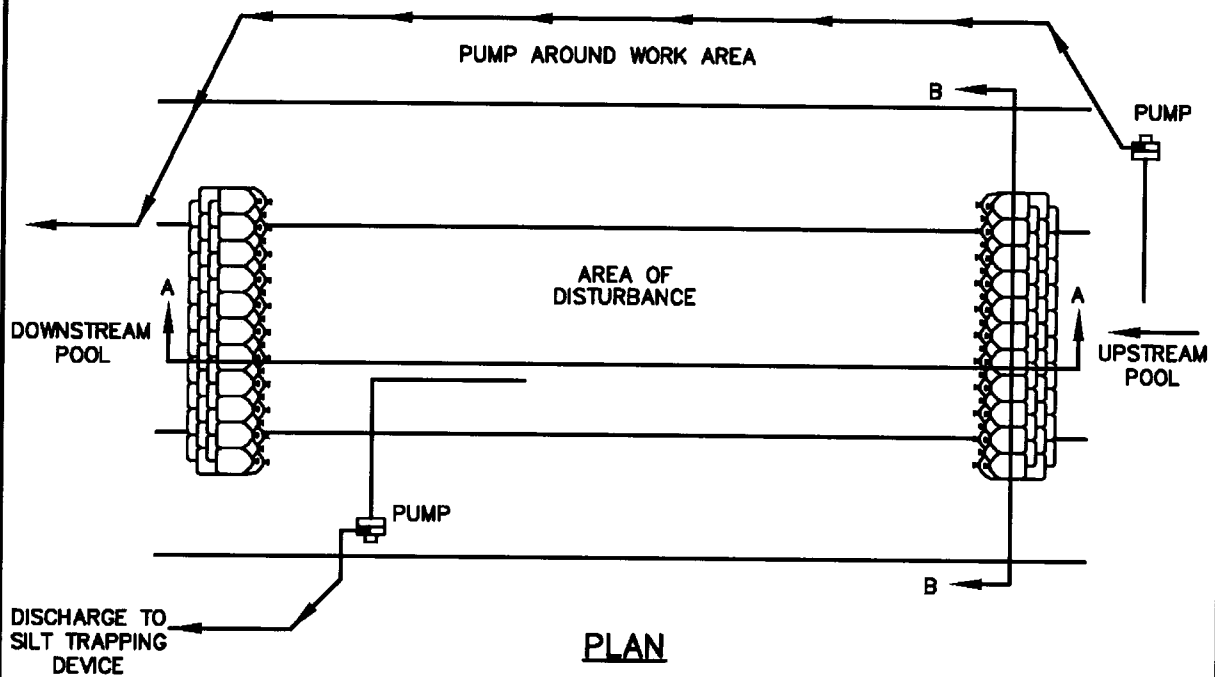 PUMP AROUND WORK AREA
B
PUMP
AREA OF
DISTURBANCE
A
A
DOWNSTREAM
POOL
UPSTREAM
POOL
PUMP
B
DISCHARGE TO
SILT TRAPPING
DEVICE
PLAN